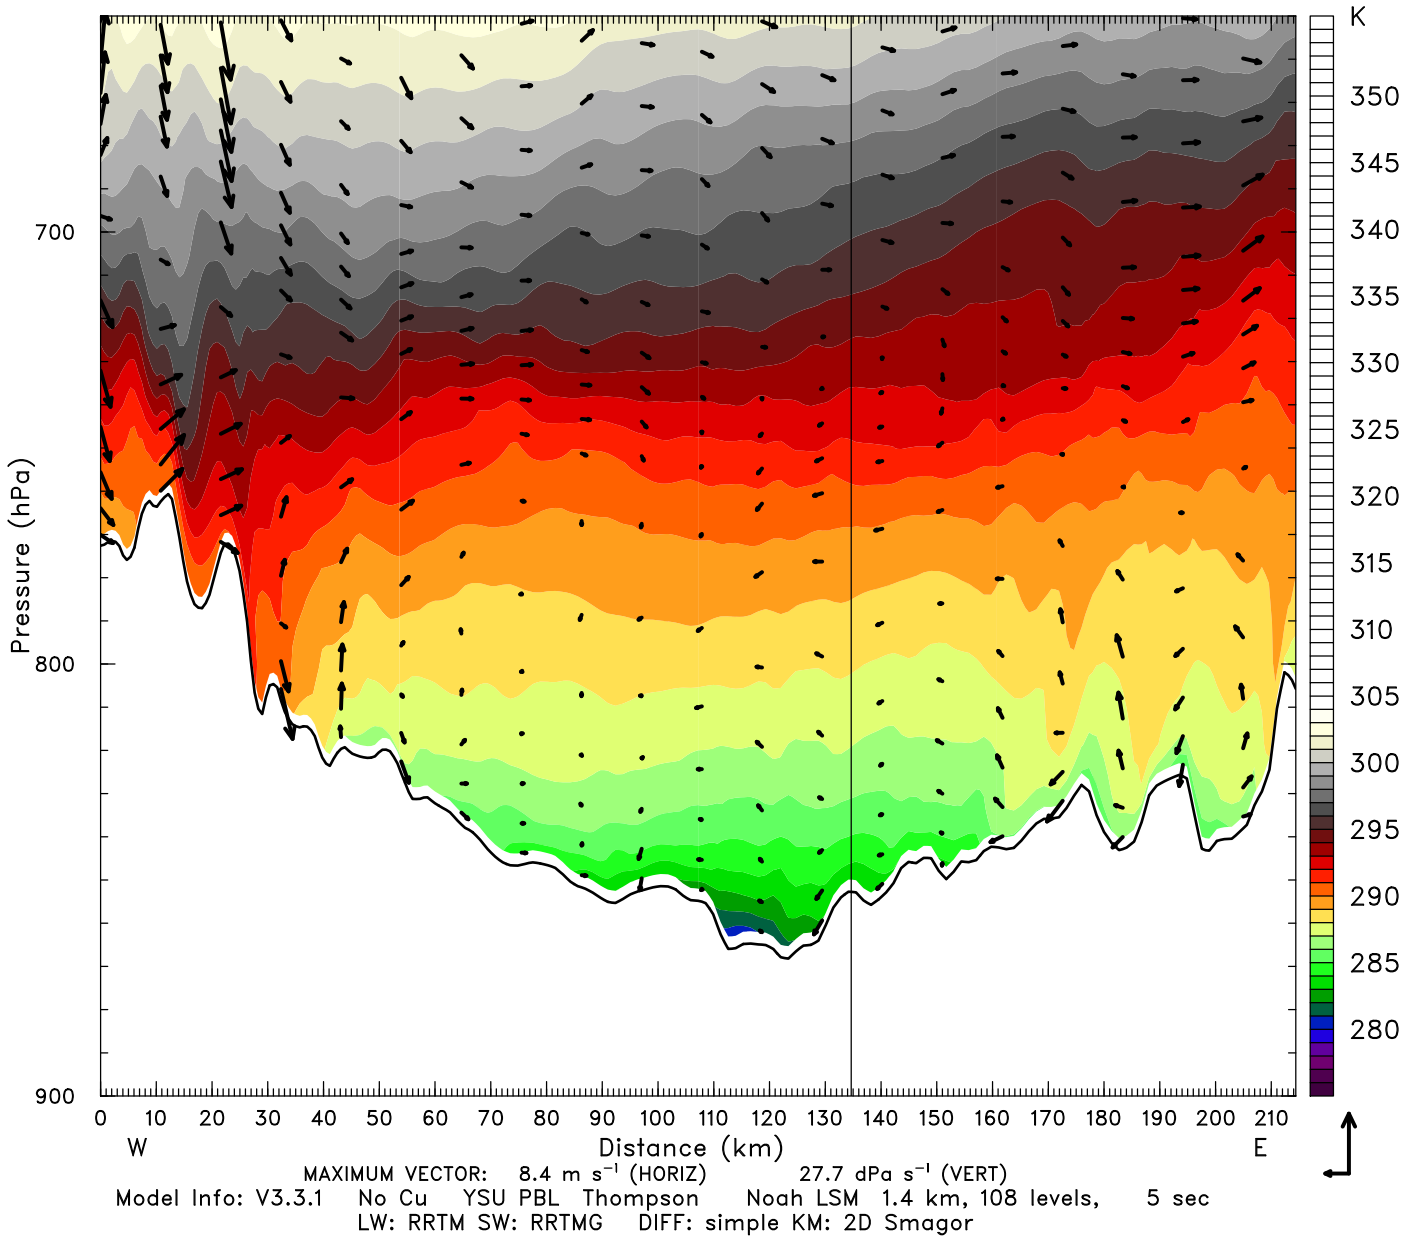 K
350
345
340
335
330
325
320
315
310
305
300
295
290
285
280
700
800
900
Pressure (hPa)
0 10 20 30 40 50 60 70 80 90 100 110 120 130 140 150 160 170 180 190 200 210
W Distance (km) E
MAXIMUM VECTOR: 8.4 m s⁻¹ (HORIZ) 27.7 dPa s⁻¹ (VERT)
Model Info: V3.3.1 No Cu YSU PBL Thompson Noah LSM 1.4 km, 108 levels, 5 sec
LW: RRTM SW: RRTMG DIFF: simple KM: 2D Smagor